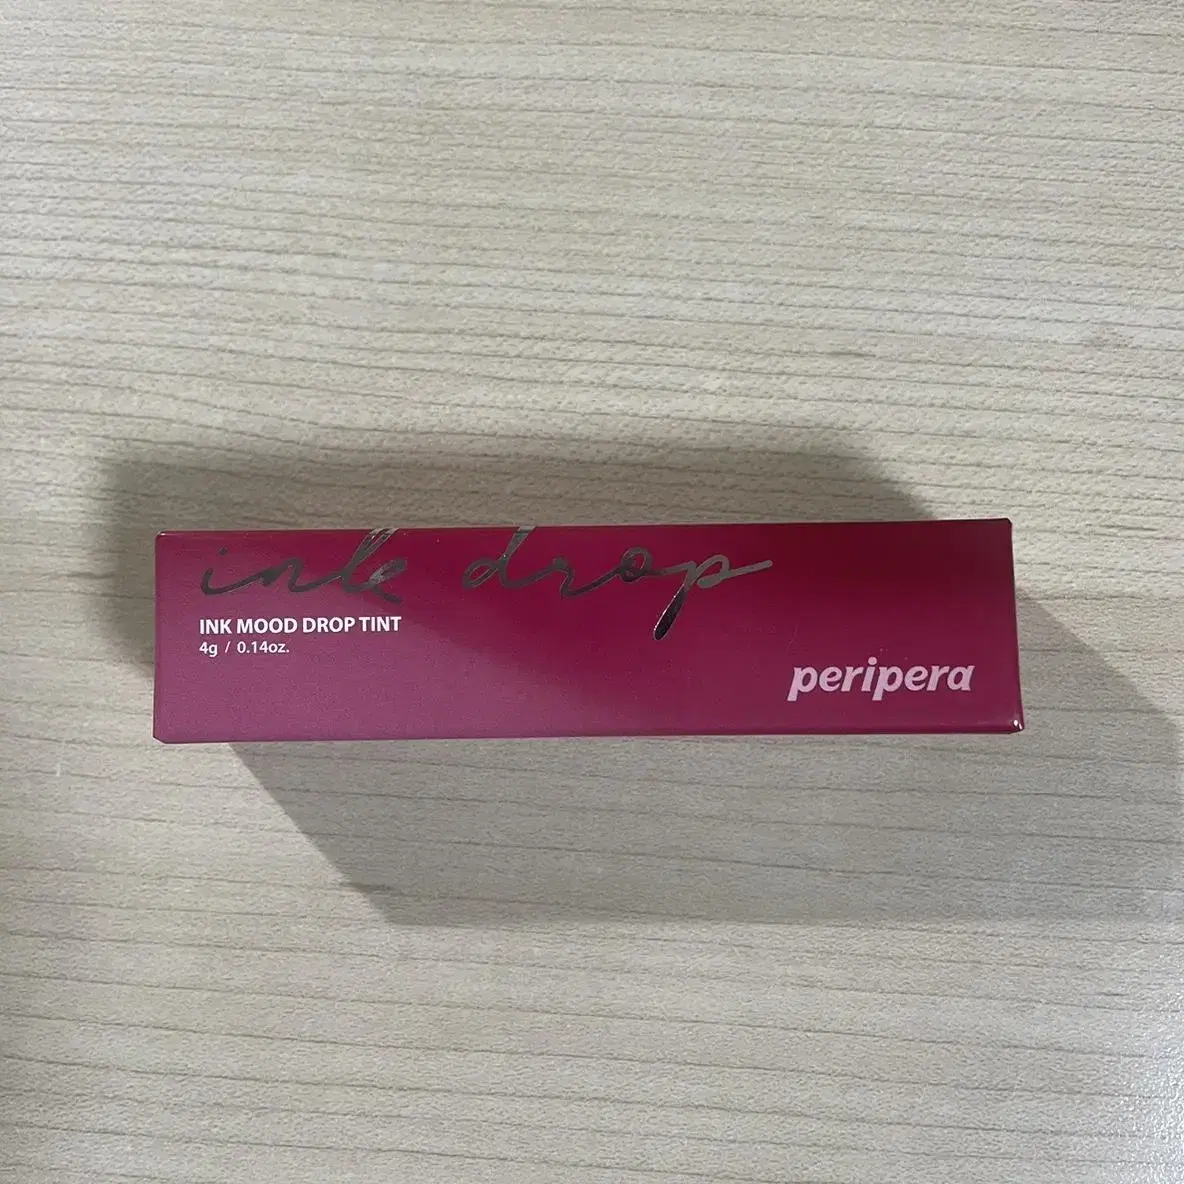 ink drop
INK MOOD DROP TINT
4g / 0.14oz.
peripera